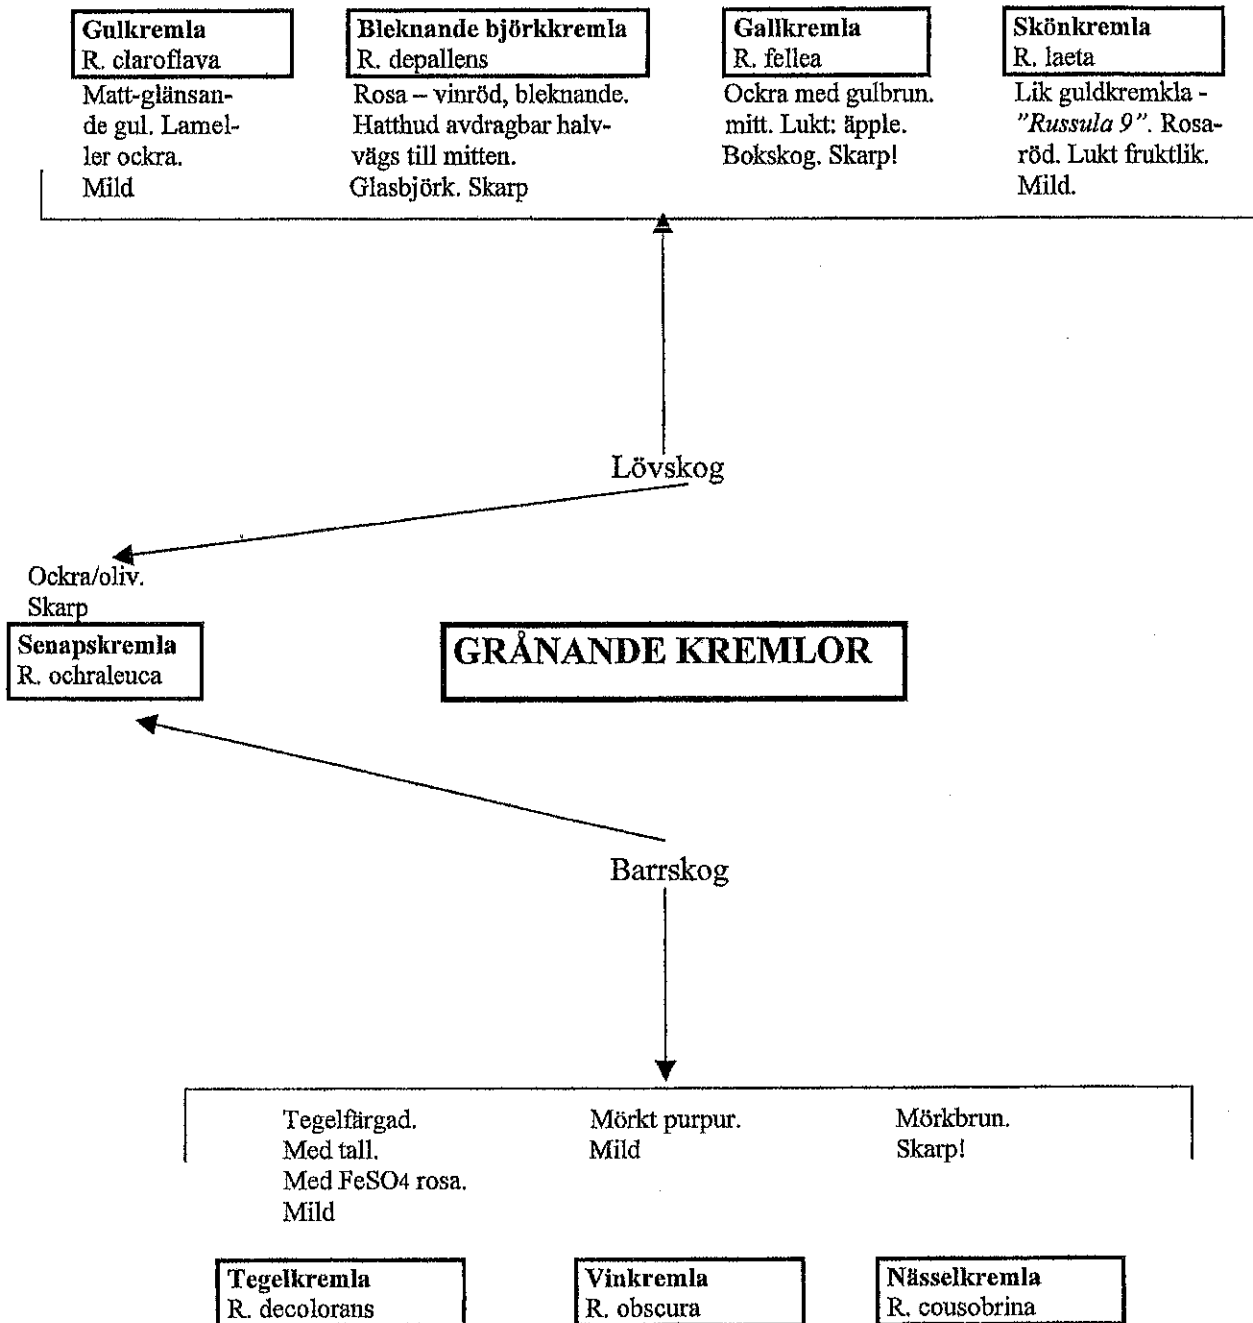 Gulkremla
R. claroflava
Matt-glänsan-
de gul. Lamel-
ler ockra.
Mild
Bleknande björkkremla
R. depallens
Rosa – vinröd, bleknande.
Hatthud avdragbar halv-
vägs till mitten.
Glasbjörk. Skarp
Gallkremla
R. fellea
Ockra med gulbrun.
mitt. Lukt: äpple.
Bokskog. Skarp!
Skönkremla
R. laeta
Lik guldkremkla -
"Russula 9". Rosa-
röd. Lukt fruktlik.
Mild.
Lövskog
Ockra/oliv.
Skarp
Senapskremla
R. ochraleuca
GRÅNANDE KREMLOR
Barrskog
Tegelfärgad.
Med tall.
Med FeSO4 rosa.
Mild
Tegelkremla
R. decolorans
Mörkt purpur.
Mild
Vinkremla
R. obscura
Mörkbrun.
Skarp!
Nässelkremla
R. cousobrina